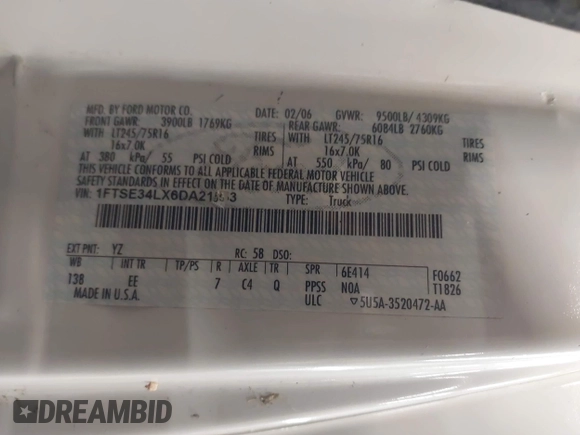 MFD. BY FORD MOTOR CO. DATE: 02/06 GVWR: 9500LB/ 4309KG
FRONT GAWR: 3900LB 1769KG REAR GAWR: 6084LB 2760KG
WITH LT245/75R16 TIRES WITH LT245/75R16 TIRES
16x7.0K RIMS 16x7.0K RIMS
AT 380 kPa/ 55 PSI COLD AT 550 kPa/ 80 PSI COLD
THIS VEHICLE CONFORMS TO ALL APPLICABLE FEDERAL MOTOR VEHICLE
SAFETY STANDARDS IN EFFECT ON THE DATE OF MANUFACTURE SHOWN ABOVE.
VIN: TYPE: Truck
EXT PNT: YZ RC: 58 DSO:
WB INT TR TP/PS R AXLE TR SPR 6E414 F0662
138 EE 7 C4 Q PPSS N0A T1826
MADE IN U.S.A. ULC ▽5U5A-3520472-AA
DREAMBID